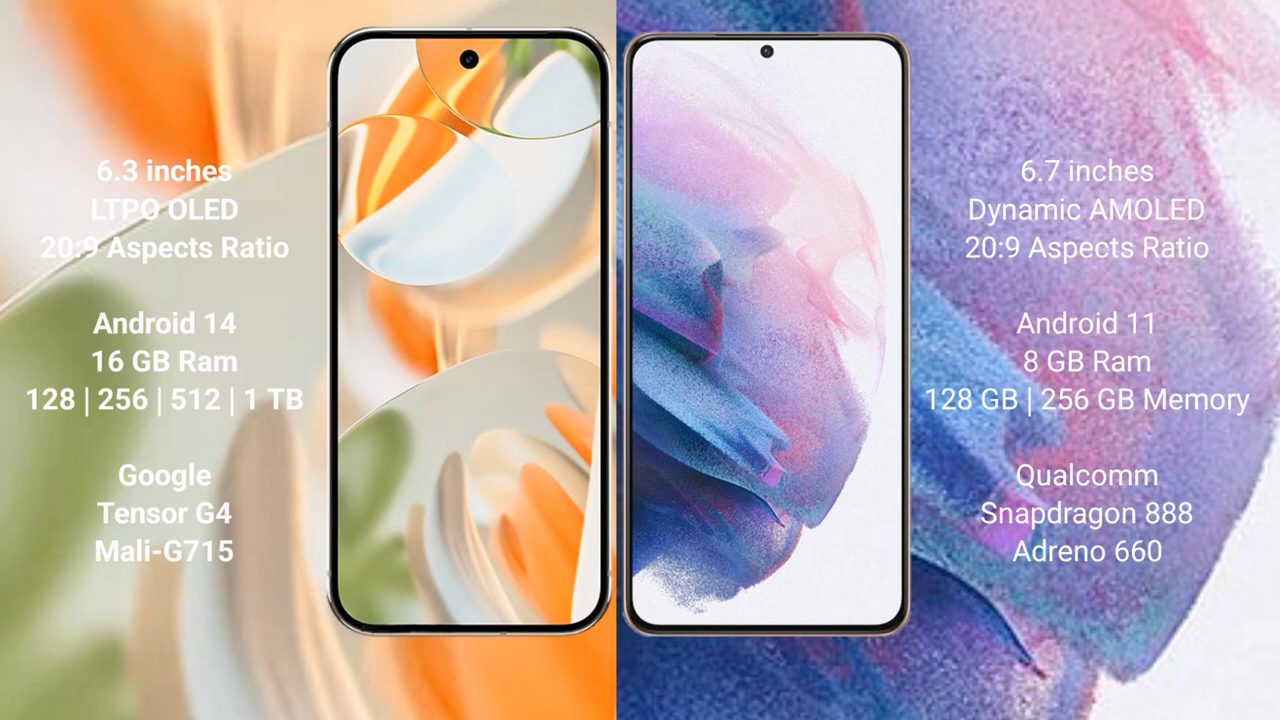 6.3 inches
LTPO OLED
20:9 Aspects Ratio
Android 14
16 GB Ram
128 | 256 | 512 | 1 TB
Google
Tensor G4
Mali-G715
6.7 inches
Dynamic AMOLED
20:9 Aspects Ratio
Android 11
8 GB Ram
128 GB | 256 GB Memory
Qualcomm
Snapdragon 888
Adreno 660